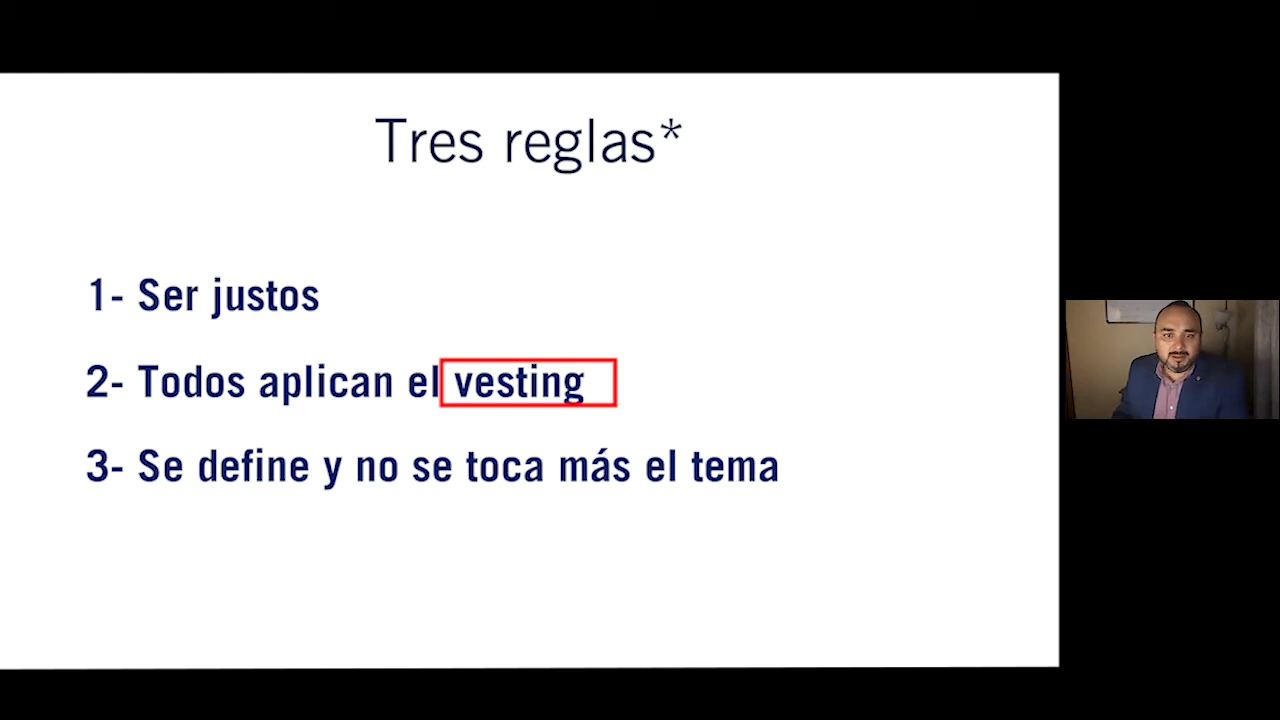 Tres reglas*
1- Ser justos
2- Todos aplican el vesting
3- Se define y no se toca más el tema